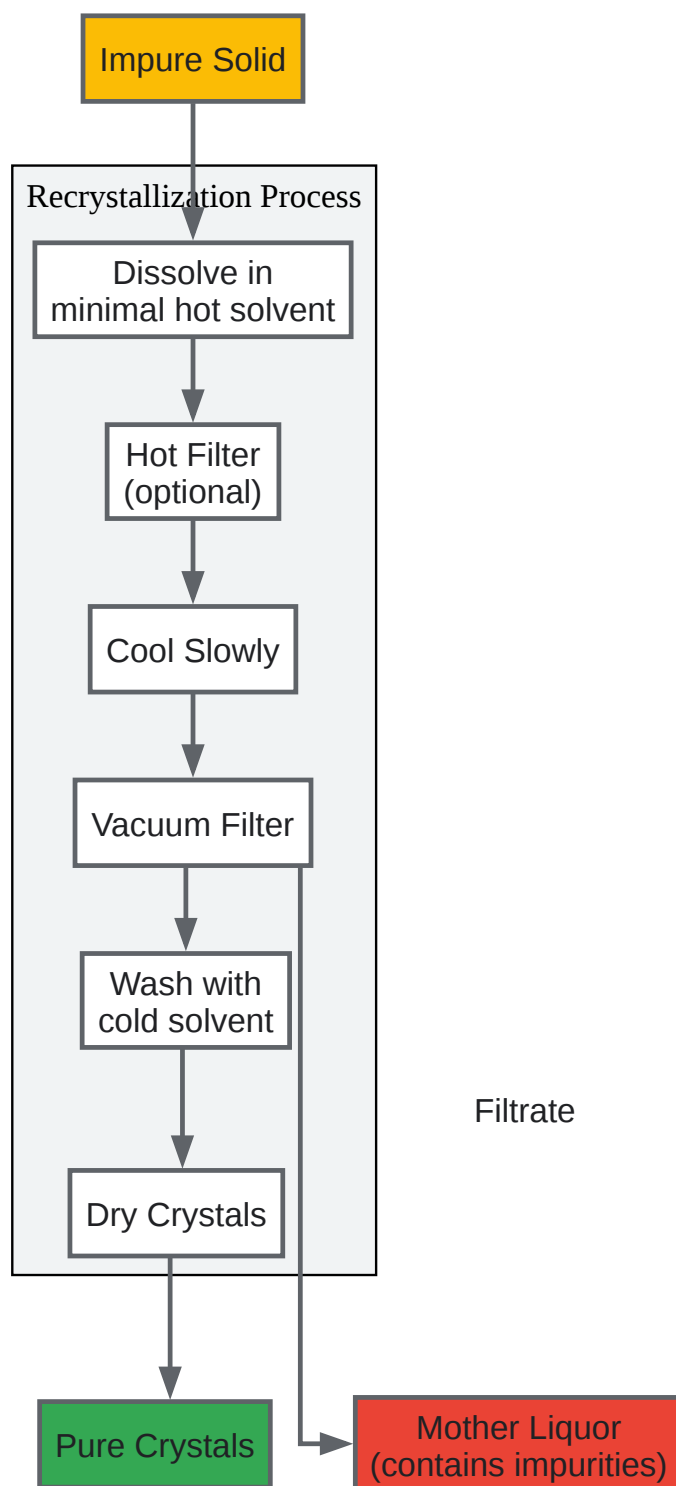 Impure Solid
Recrystallization Process
Dissolve in
minimal hot solvent
Hot Filter
(optional)
Cool Slowly
Vacuum Filter
Wash with
cold solvent
Filtrate
Dry Crystals
Pure Crystals
Mother Liquor
(contains impurities)